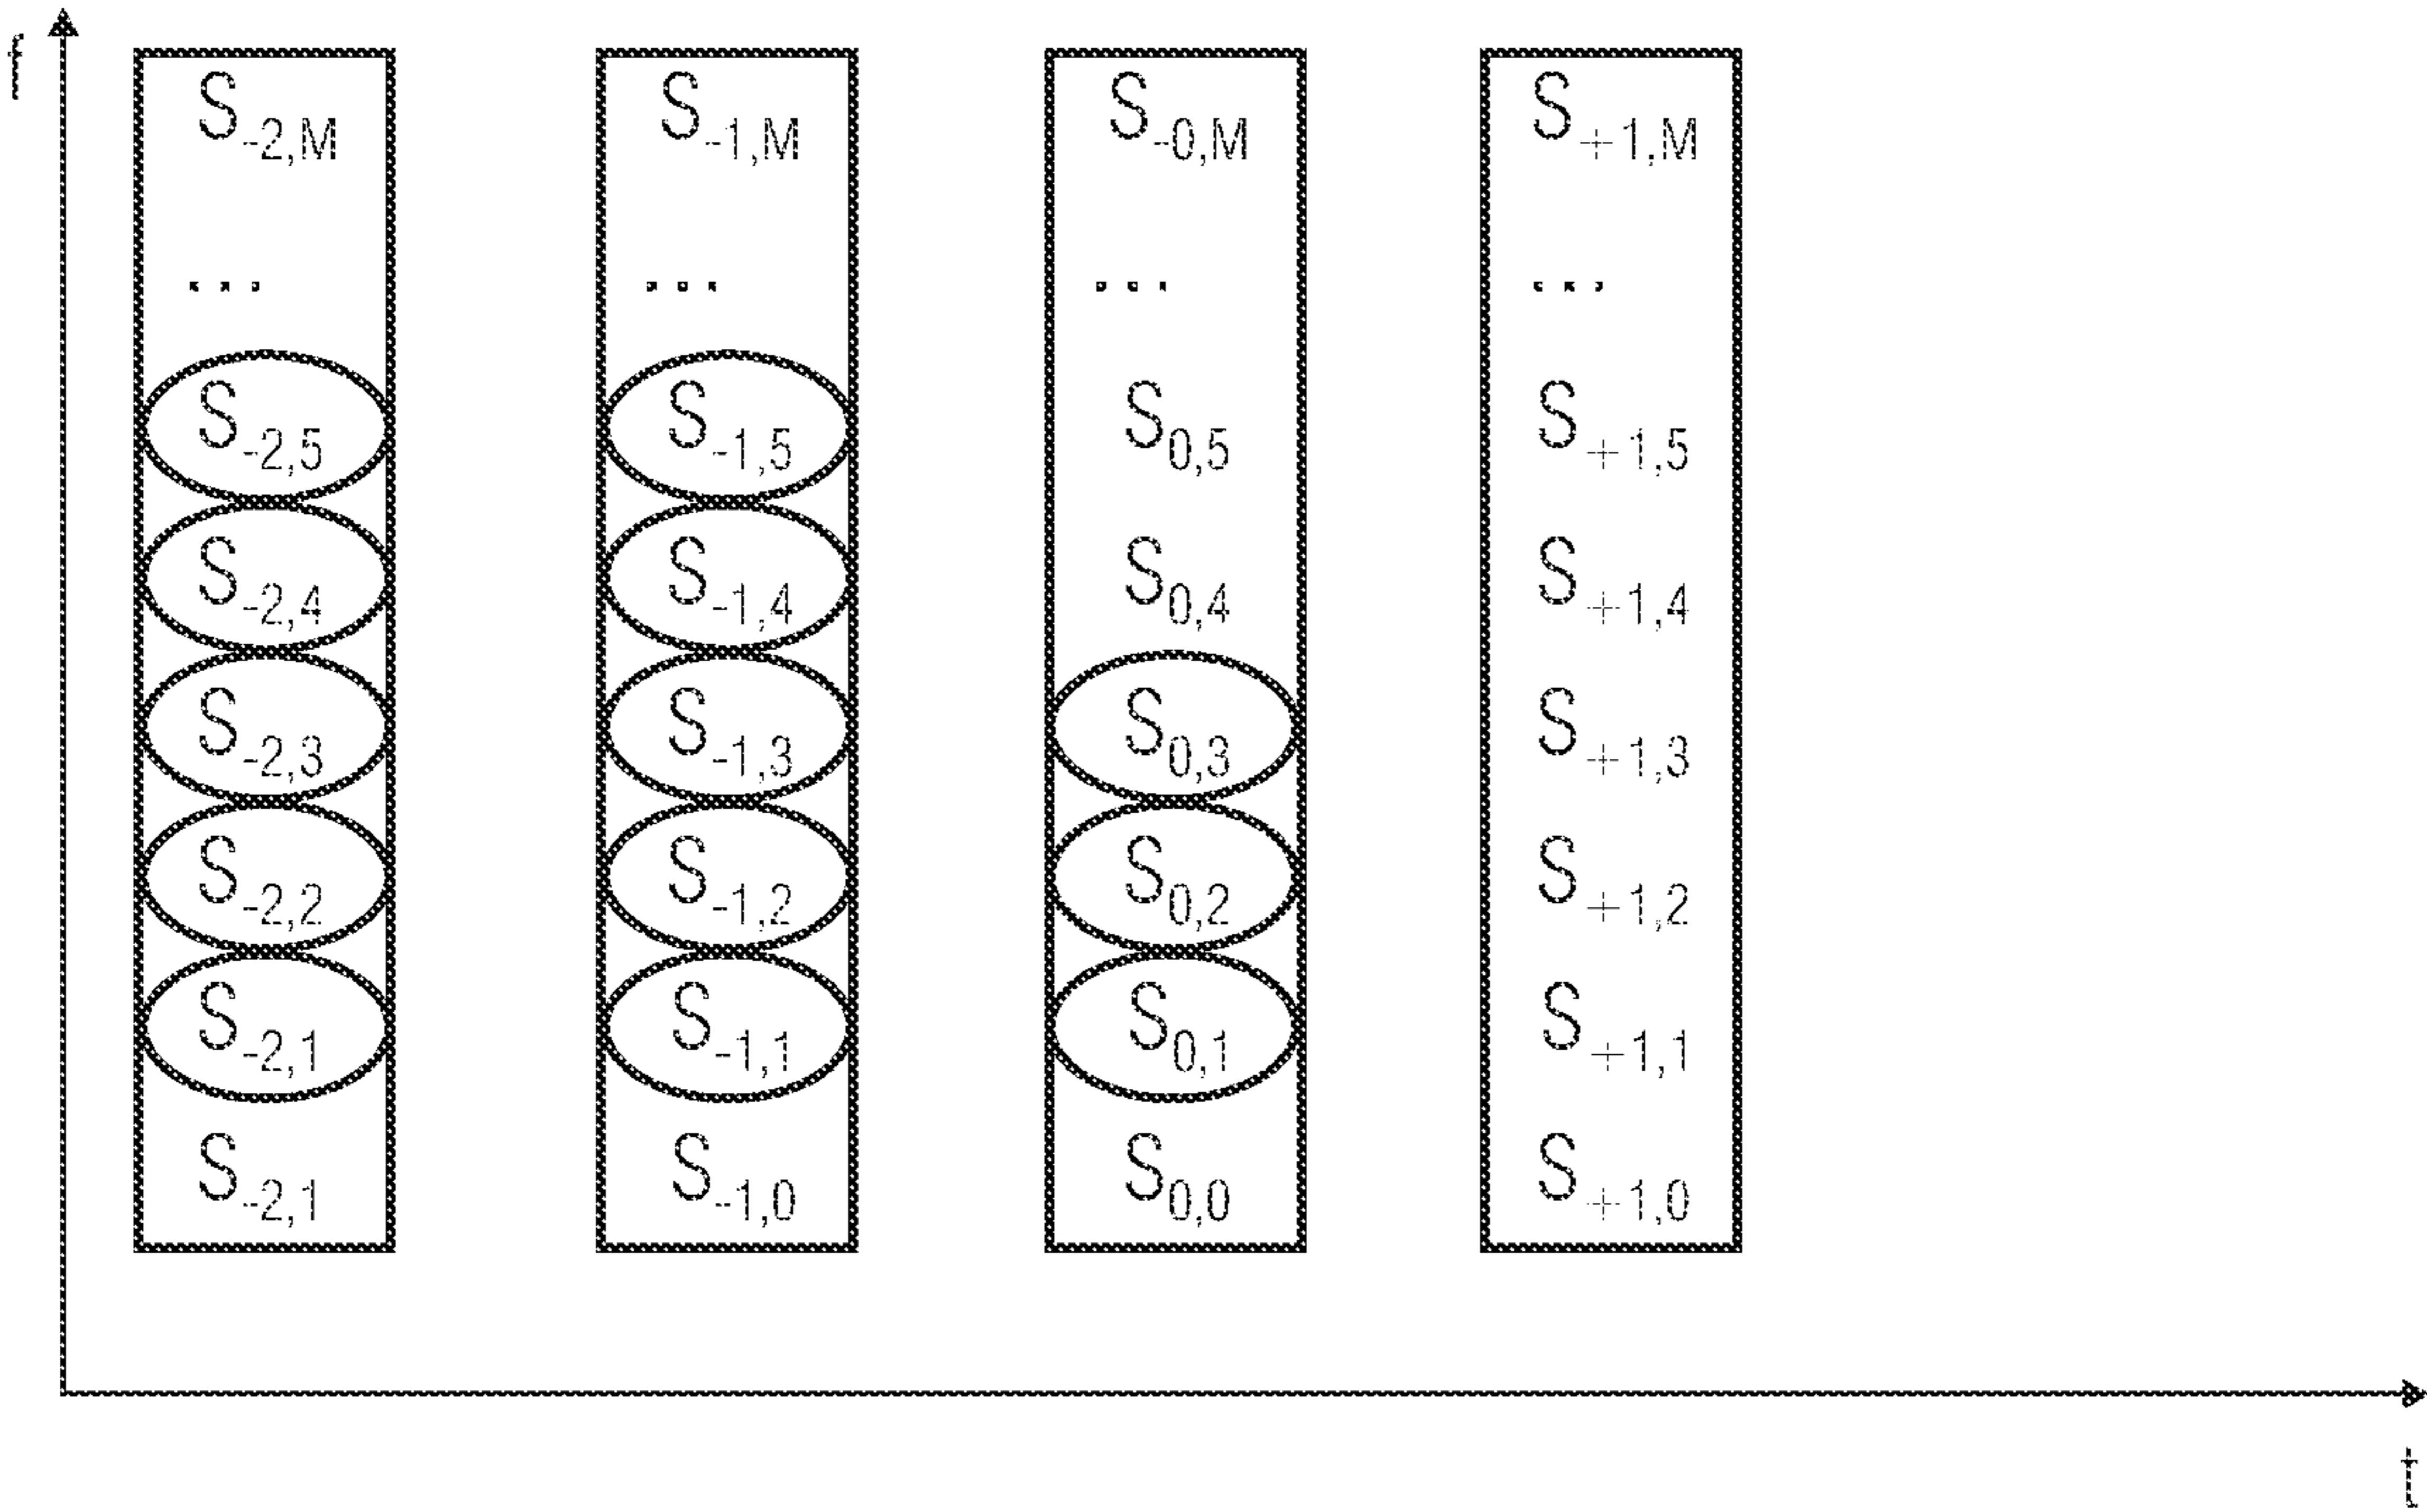 f
S-2,M S-1,M S-0,M S+1,M
... ... ... ...
S-2,5 S-1,5 S0,5 S+1,5
S-2,4 S-1,4 S0,4 S+1,4
S-2,3 S-1,3 S0,3 S+1,3
S-2,2 S-1,2 S0,2 S+1,2
S-2,1 S-1,1 S0,1 S+1,1
S-2,1 S-1,0 S0,0 S+1,0
t